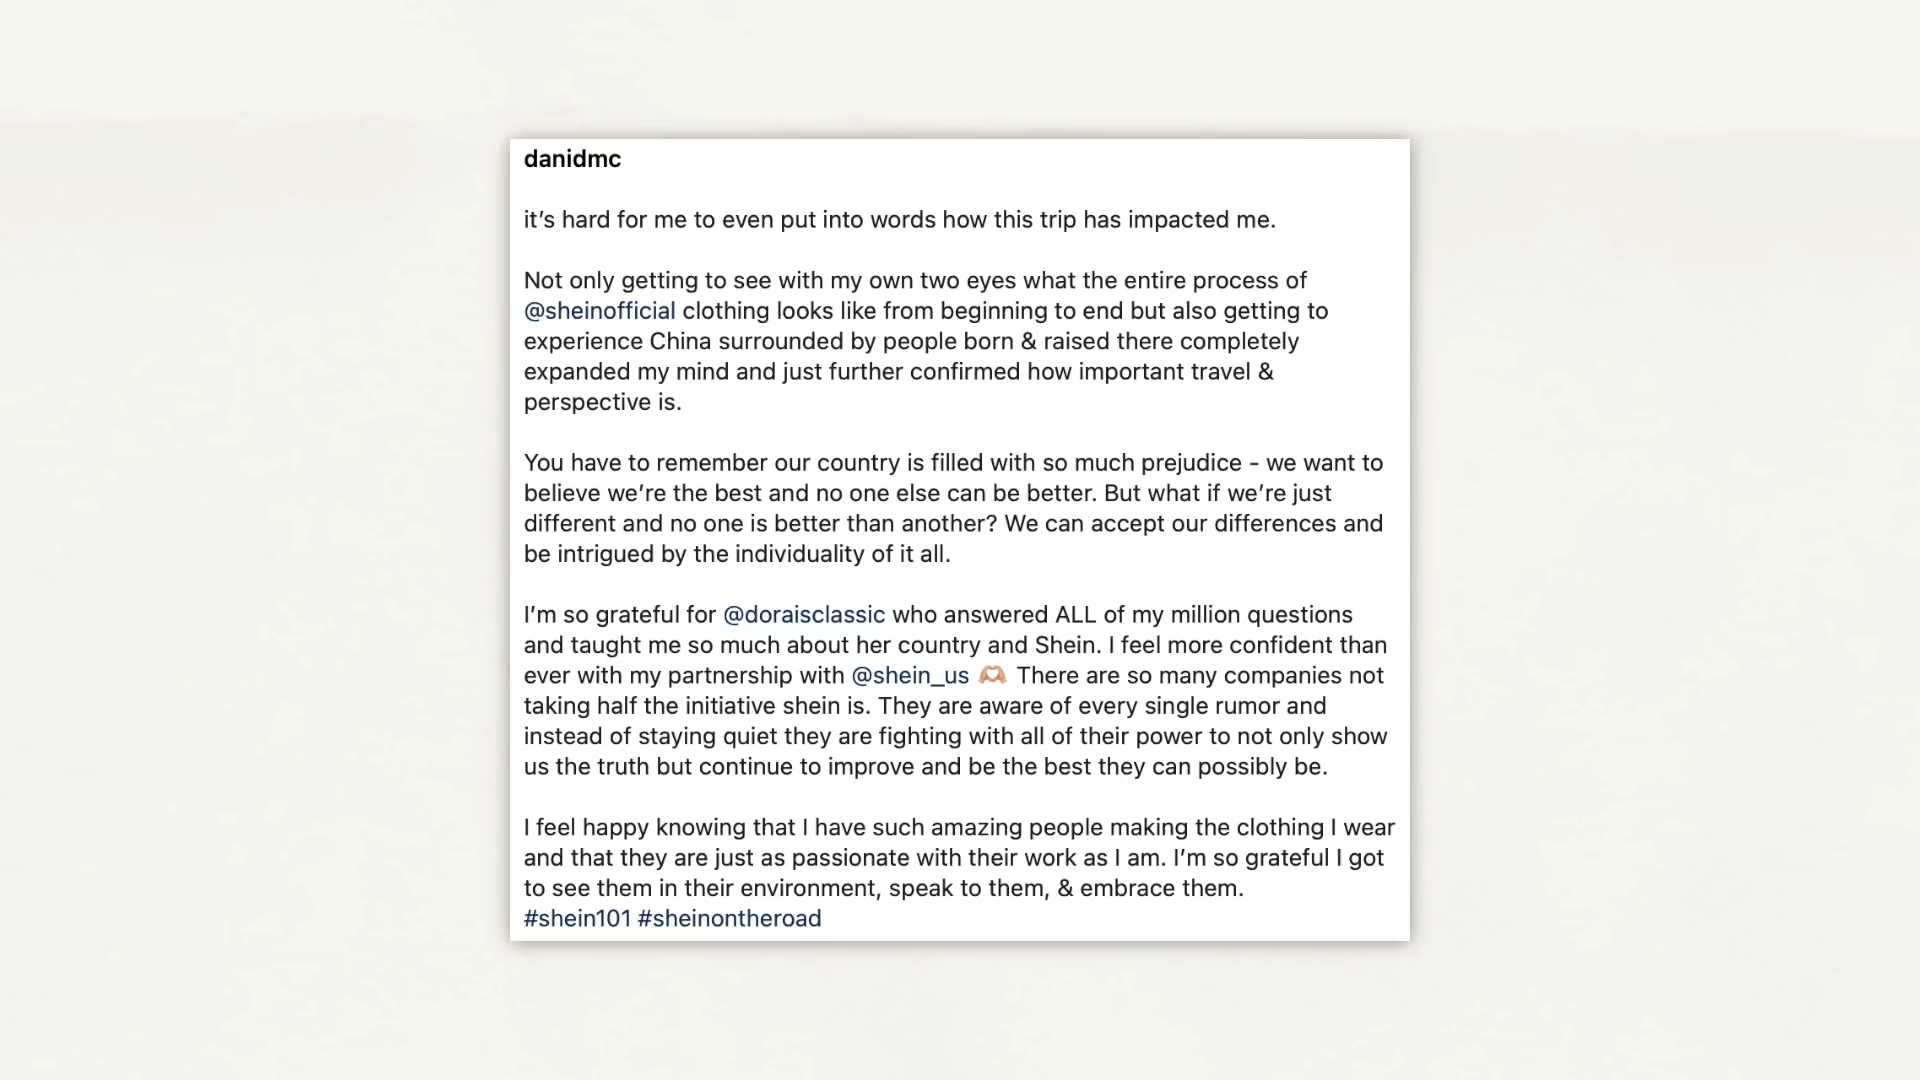 danidmc
it’s hard for me to even put into words how this trip has impacted me.
Not only getting to see with my own two eyes what the entire process of
@sheinofficial clothing looks like from beginning to end but also getting to
experience China surrounded by people born & raised there completely
expanded my mind and just further confirmed how important travel &
perspective is.
You have to remember our country is filled with so much prejudice - we want to
believe we’re the best and no one else can be better. But what if we’re just
different and no one is better than another? We can accept our differences and
be intrigued by the individuality of it all.
I’m so grateful for @doraisclassic who answered ALL of my million questions
and taught me so much about her country and Shein. I feel more confident than
ever with my partnership with @shein_us 🫶🏼 There are so many companies not
taking half the initiative shein is. They are aware of every single rumor and
instead of staying quiet they are fighting with all of their power to not only show
us the truth but continue to improve and be the best they can possibly be.
I feel happy knowing that I have such amazing people making the clothing I wear
and that they are just as passionate with their work as I am. I’m so grateful I got
to see them in their environment, speak to them, & embrace them.
#shein101 #sheinontheroad